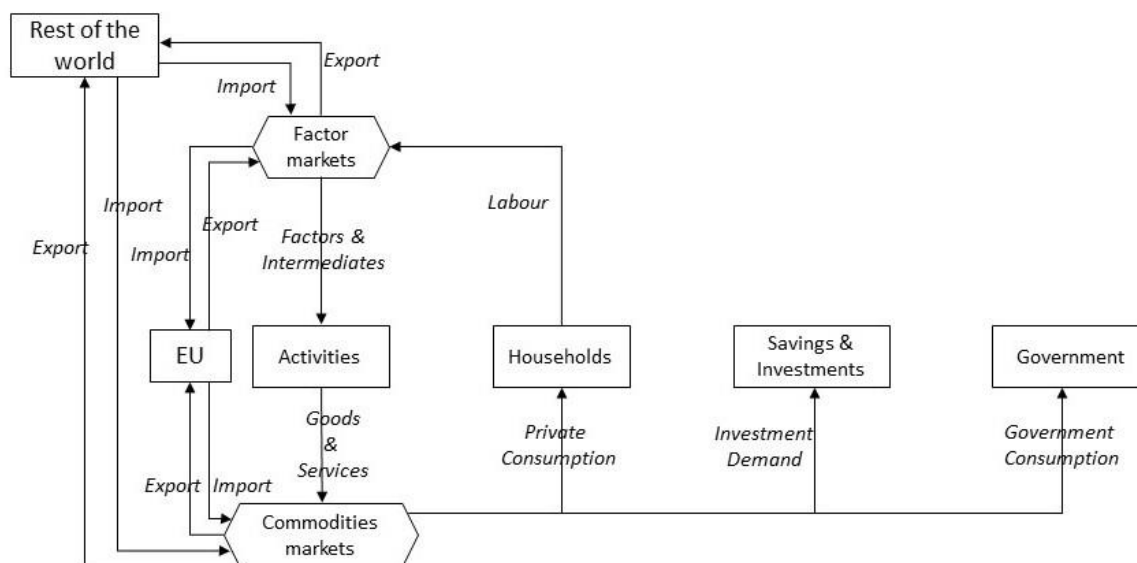 Rest of the
world
Export
Import
Factor
markets
Import
Export
Labour
Export
Import
Factors &
Intermediates
EU
Activities
Households
Savings &
Investments
Government
Goods
&
Services
Private
Consumption
Investment
Demand
Government
Consumption
Export
Import
Commodities
markets